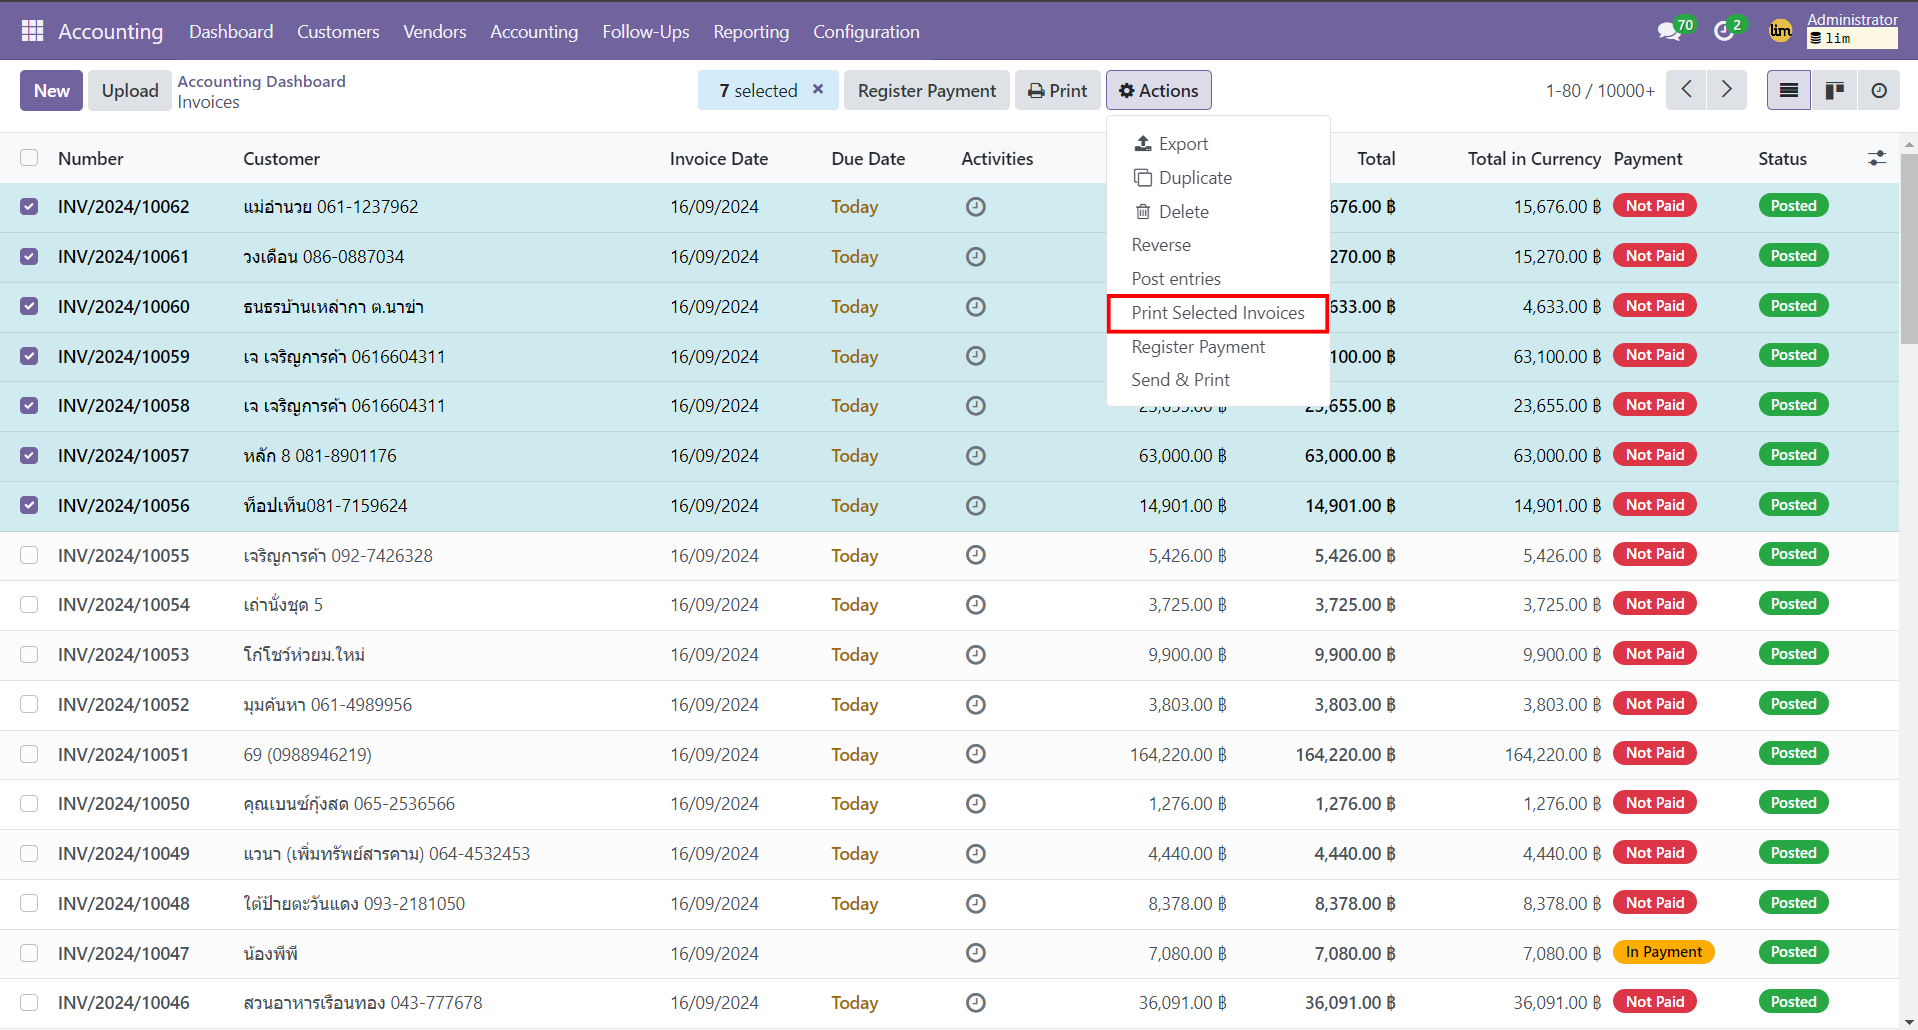 Accounting Dashboard Customers Vendors Accounting Follow-Ups Reporting Configuration 70 2 lim Administrator
lim
New Upload Accounting Dashboard 7 selected × Register Payment Print Actions 1-80 / 10000+
Invoices
Number Customer Invoice Date Due Date Activities Total Total in Currency Payment Status
Export
Duplicate
Delete
Reverse
Post entries
Print Selected Invoices
Register Payment
Send & Print
INV/2024/10062 แม่อำนวย 061-1237962 16/09/2024 Today 676.00 ฿ 15,676.00 ฿ Not Paid Posted
INV/2024/10061 วงเดือน 086-0887034 16/09/2024 Today 270.00 ฿ 15,270.00 ฿ Not Paid Posted
INV/2024/10060 ธนธรบ้านเหล่ากา ต.นาข่า 16/09/2024 Today 633.00 ฿ 4,633.00 ฿ Not Paid Posted
INV/2024/10059 เจ เจริญการค้า 0616604311 16/09/2024 Today 100.00 ฿ 63,100.00 ฿ Not Paid Posted
INV/2024/10058 เจ เจริญการค้า 0616604311 16/09/2024 Today 23,655.00 ฿ 23,655.00 ฿ 23,655.00 ฿ Not Paid Posted
INV/2024/10057 หลัก 8 081-8901176 16/09/2024 Today 63,000.00 ฿ 63,000.00 ฿ 63,000.00 ฿ Not Paid Posted
INV/2024/10056 ท็อปเท็น081-7159624 16/09/2024 Today 14,901.00 ฿ 14,901.00 ฿ 14,901.00 ฿ Not Paid Posted
INV/2024/10055 เจริญการค้า 092-7426328 16/09/2024 Today 5,426.00 ฿ 5,426.00 ฿ 5,426.00 ฿ Not Paid Posted
INV/2024/10054 เถ่านั่งชุด 5 16/09/2024 Today 3,725.00 ฿ 3,725.00 ฿ 3,725.00 ฿ Not Paid Posted
INV/2024/10053 โก๋โชว์ห่วยม.ใหม่ 16/09/2024 Today 9,900.00 ฿ 9,900.00 ฿ 9,900.00 ฿ Not Paid Posted
INV/2024/10052 มุมค้นหา 061-4989956 16/09/2024 Today 3,803.00 ฿ 3,803.00 ฿ 3,803.00 ฿ Not Paid Posted
INV/2024/10051 69 (0988946219) 16/09/2024 Today 164,220.00 ฿ 164,220.00 ฿ 164,220.00 ฿ Not Paid Posted
INV/2024/10050 คุณเบนซ์กุ้งสด 065-2536566 16/09/2024 Today 1,276.00 ฿ 1,276.00 ฿ 1,276.00 ฿ Not Paid Posted
INV/2024/10049 แวนา (เพิ่มทรัพย์สารคาม) 064-4532453 16/09/2024 Today 4,440.00 ฿ 4,440.00 ฿ 4,440.00 ฿ Not Paid Posted
INV/2024/10048 ใต้ป้ายตะวันแดง 093-2181050 16/09/2024 Today 8,378.00 ฿ 8,378.00 ฿ 8,378.00 ฿ Not Paid Posted
INV/2024/10047 น้องพีพี 16/09/2024 7,080.00 ฿ 7,080.00 ฿ 7,080.00 ฿ In Payment Posted
INV/2024/10046 สวนอาหารเรือนทอง 043-777678 16/09/2024 Today 36,091.00 ฿ 36,091.00 ฿ 36,091.00 ฿ Not Paid Posted